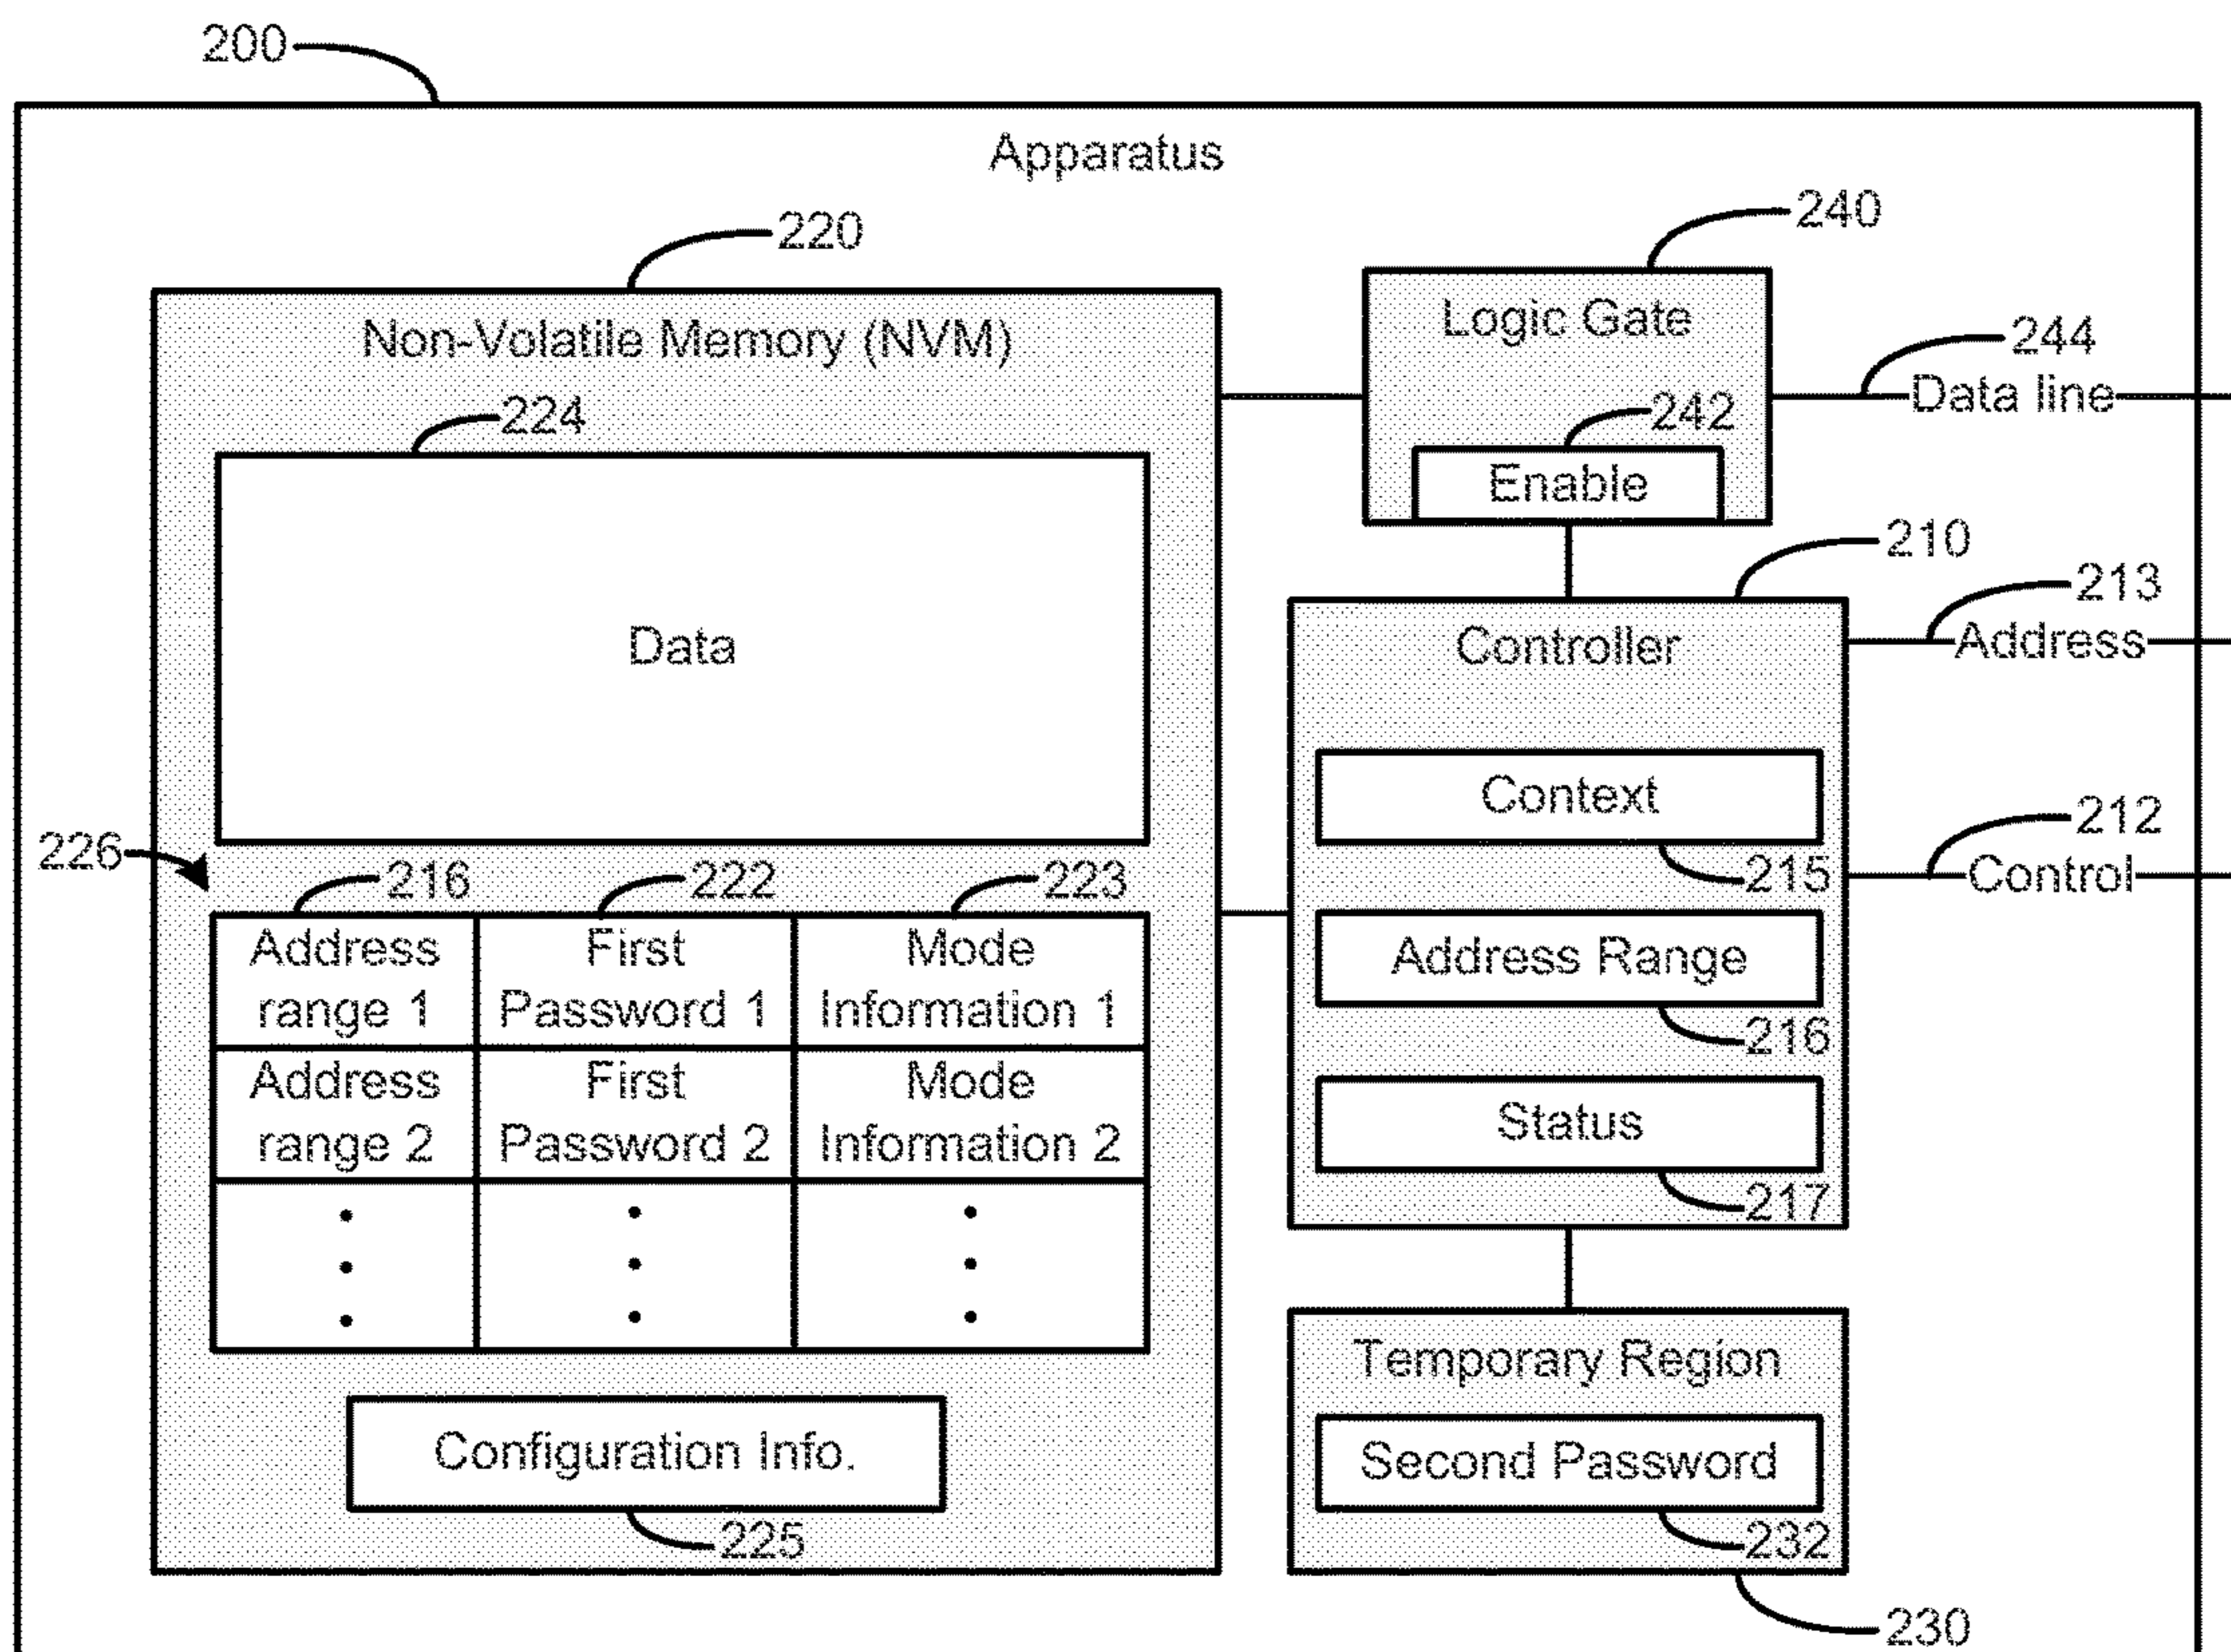 200
Apparatus
220
240
Non-Volatile Memory (NVM)
Logic Gate
244
Data line
224
242
Enable
210
213
Data
Controller
Address
Context
212
226
216
222
223
215
Control
Address range 1
First Password 1
Mode Information 1
Address Range
216
Address range 2
First Password 2
Mode Information 2
Status
217
Temporary Region
Configuration Info.
Second Password
225
232
230